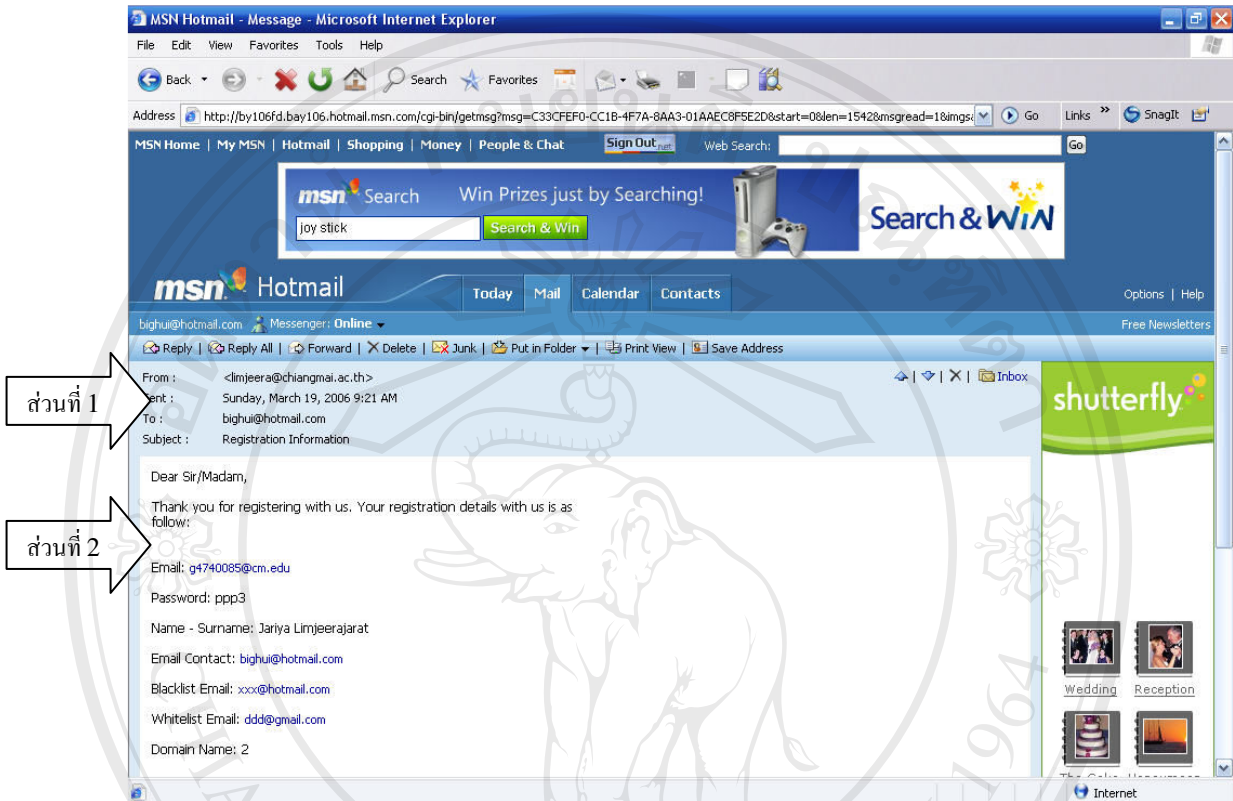 MSN Hotmail - Message - Microsoft Internet Explorer
File Edit View Favorites Tools Help
Back Search Favorites
Address http://by106fd.bay106.hotmail.msn.com/cgi-bin/getmsg?msg=C33CFEF0-CC1B-4F7A-8AA3-01AAEC8F5E2D&start=0&len=1542&msgread=1&imgsa Go Links » SnagIt
MSN Home | My MSN | Hotmail | Shopping | Money | People & Chat Sign Out.net Web Search: Go
msn Search Win Prizes just by Searching!
joy stick Search & Win
Search & WIN
msn Hotmail Today Mail Calendar Contacts Options | Help
bighui@hotmail.com Messenger: Online Free Newsletters
Reply | Reply All | Forward | Delete | Junk | Put in Folder | Print View | Save Address
ส่วนที่ 1
From : <limjeera@chiangmai.ac.th> Inbox
Sent : Sunday, March 19, 2006 9:21 AM
To : bighui@hotmail.com
Subject : Registration Information
shutterfly
Dear Sir/Madam,
Thank you for registering with us. Your registration details with us is as
follow:
ส่วนที่ 2
Email: g4740085@cm.edu
Password: ppp3
Name - Surname: Jariya Limjeerajarat
Email Contact: bighui@hotmail.com
Blacklist Email: xxx@hotmail.com
Whitelist Email: ddd@gmail.com
Domain Name: 2
Wedding Reception
The Cake Honeymoon
Internet
1964